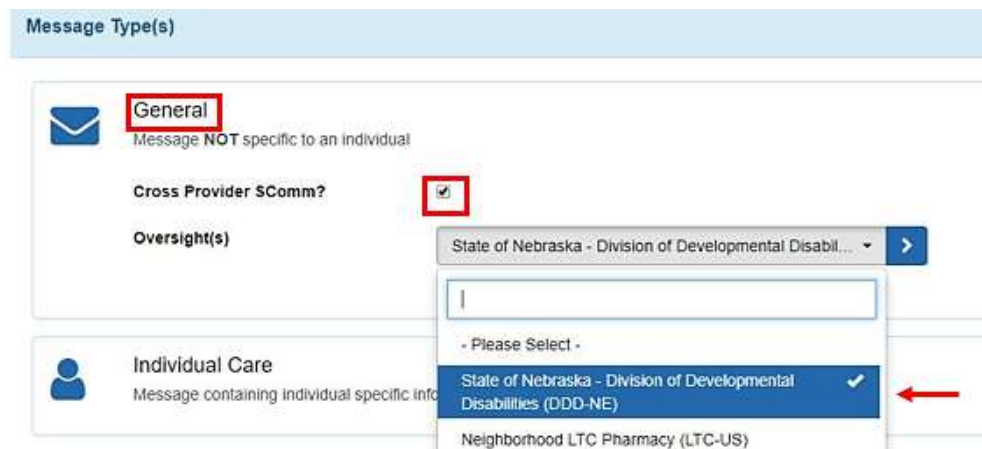 Message Type(s)
General
Message NOT specific to an individual
Cross Provider SComm?
Oversight(s)
State of Nebraska - Division of Developmental Disabil...
- Please Select -
Individual Care
Message containing individual specific info
State of Nebraska - Division of Developmental
Disabilities (DDD-NE)
Neighborhood LTC Pharmacy (LTC-US)